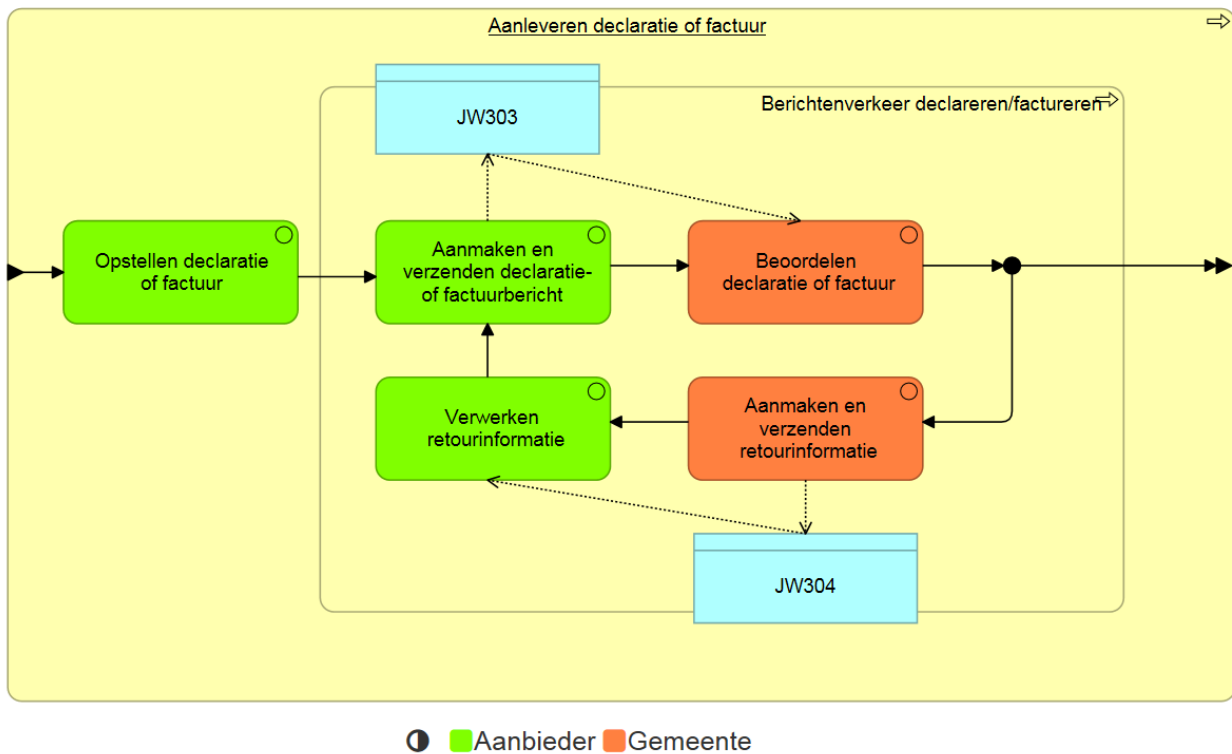 Aanleveren declaratie of factuur
JW303
Berichtenverkeer declareren/factureren
Opstellen declaratie
of factuur
Aanmaken en
verzenden declaratie-
of factuurbericht
Beoordelen
declaratie of factuur
Verwerken
retourinformatie
Aanmaken en
verzenden
retourinformatie
JW304
Aanbieder Gemeente